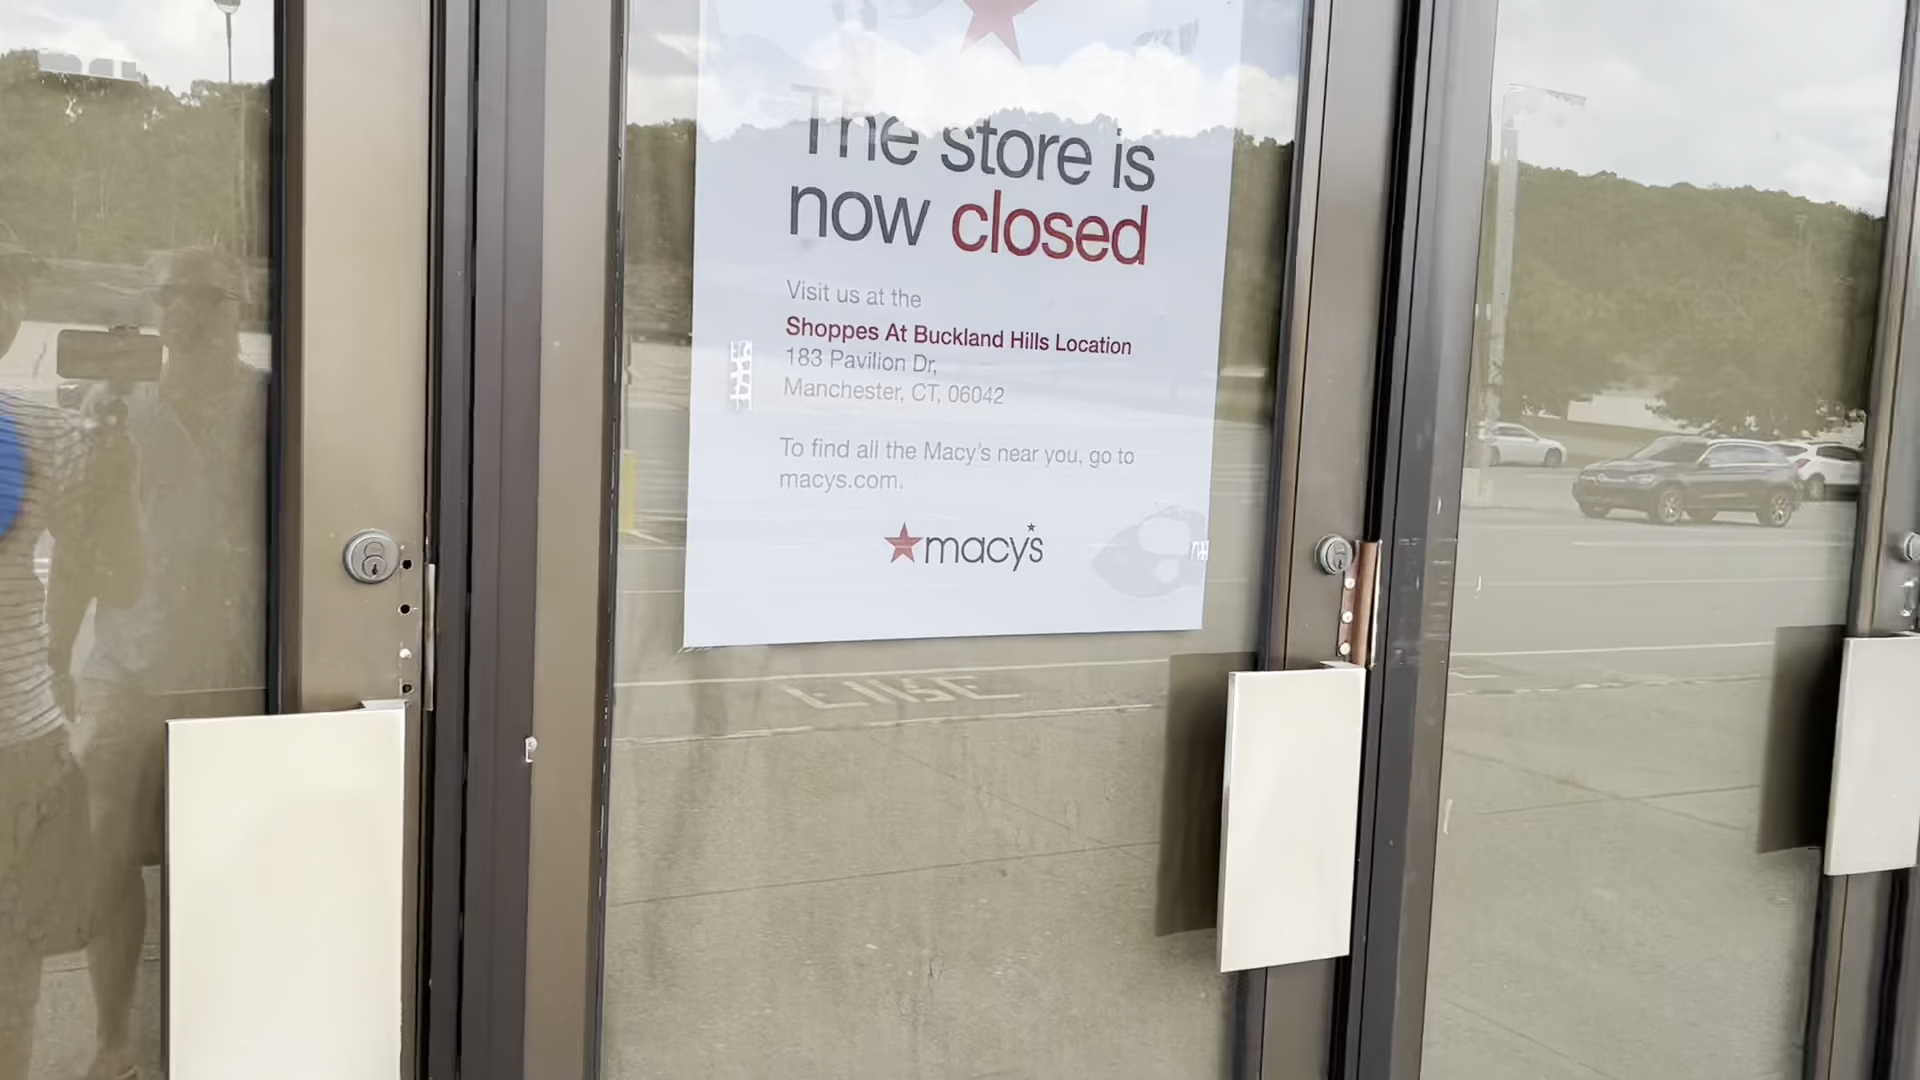 The store is
now closed
Visit us at the
Shoppes At Buckland Hills Location
183 Pavilion Dr,
Manchester, CT, 06042
To find all the Macy's near you, go to
macys.com.
macy's